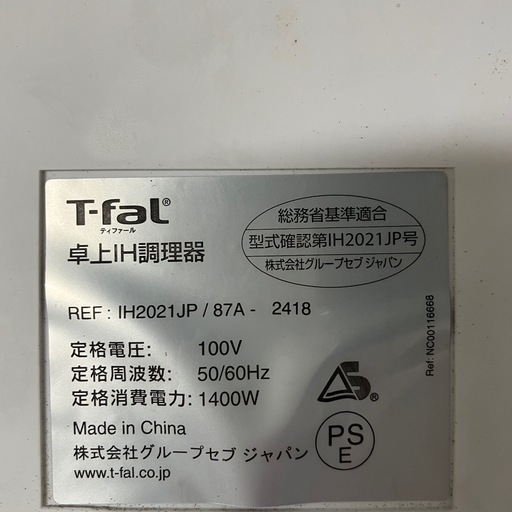 T-fal®
ティファール
卓上IH調理器
総務省基準適合
型式確認第IH2021JP号
株式会社グループセブ ジャパン
REF : IH2021JP / 87A - 2418
定格電圧: 100V
定格周波数: 50/60Hz
定格消費電力: 1400W
Made in China
株式会社グループセブ ジャパン
www.t-fal.co.jp
S®
PS
E
Ref: NC00116668